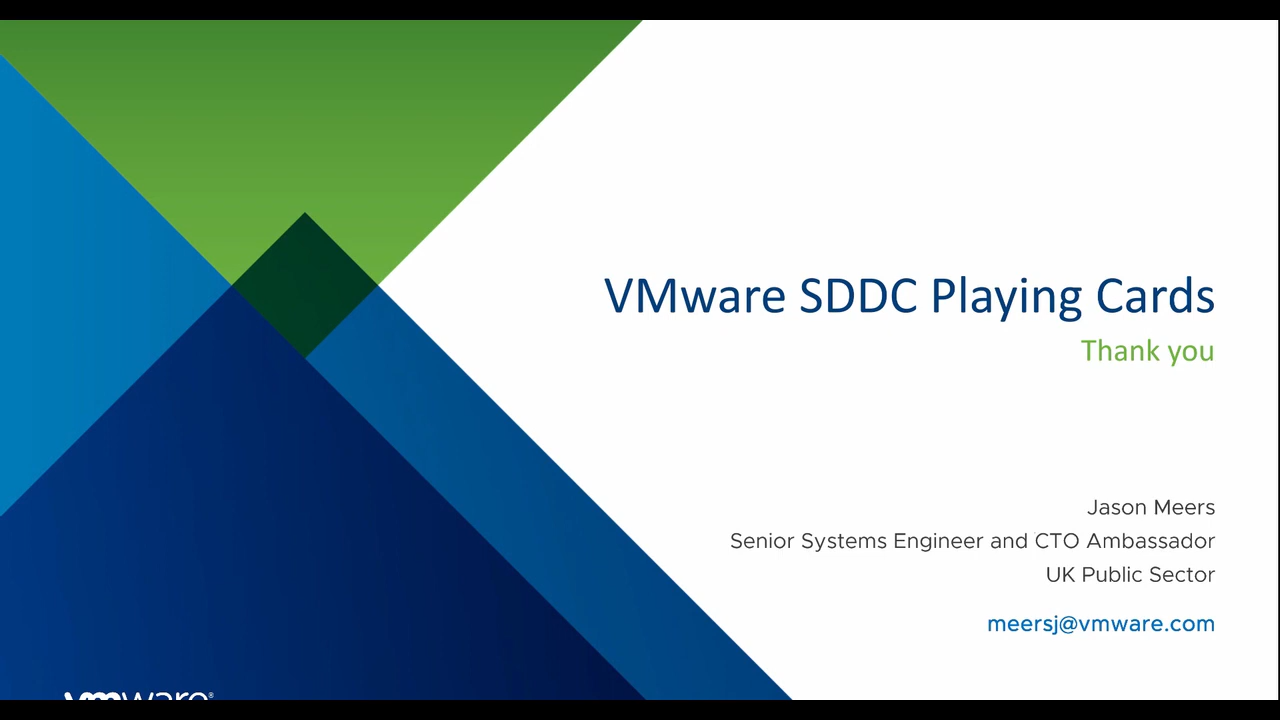 VMware SDDC Playing Cards
Thank you
Jason Meers
Senior Systems Engineer and CTO Ambassador
UK Public Sector
meersj@vmware.com
vmware®